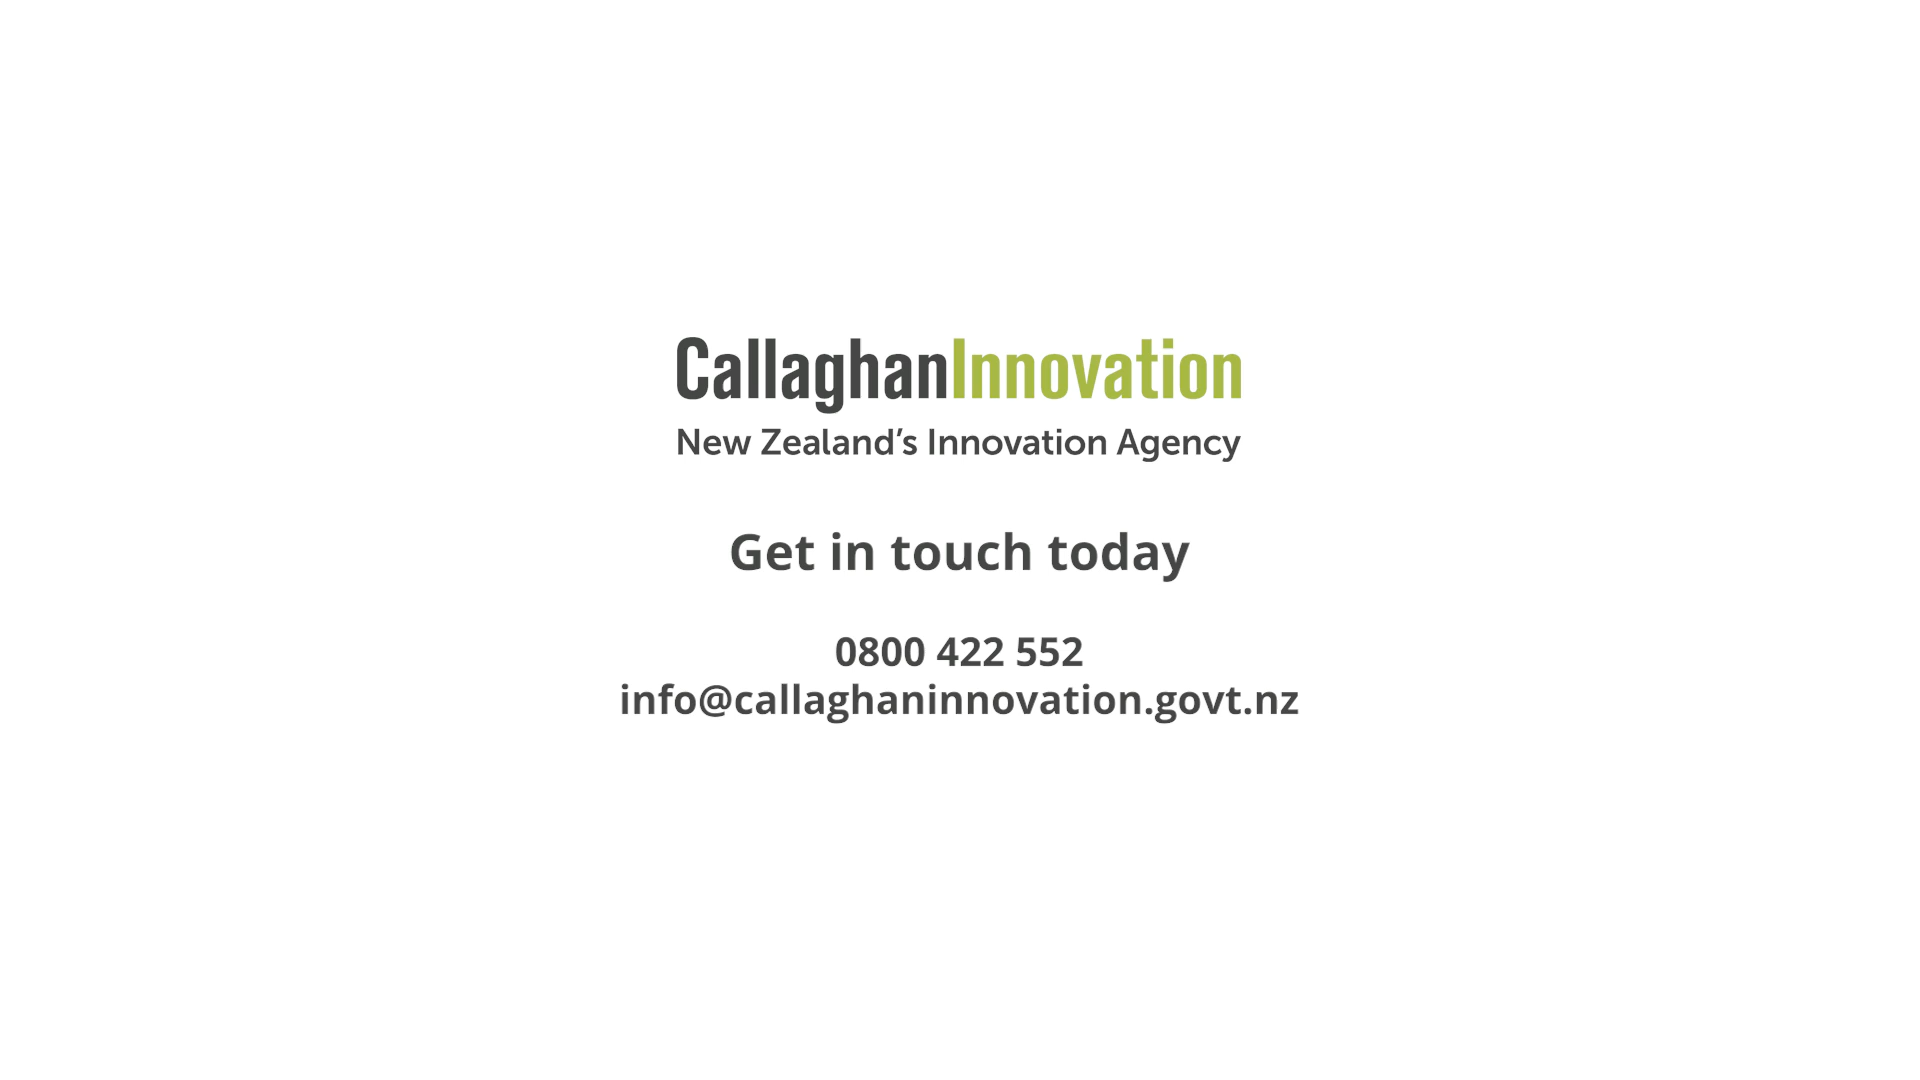 CallaghanInnovation
New Zealand’s Innovation Agency
Get in touch today
0800 422 552
info@callaghaninnovation.govt.nz